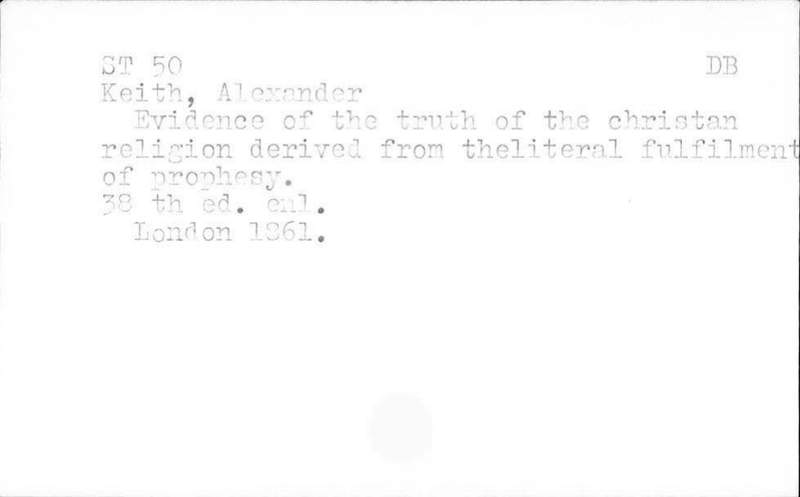 ST 50 DB
Keith, Alexander
Evidence of the truth of the christan
religion derived from theliteral fulfilment
of prophesy.
38 th ed. enl.
London 1861.